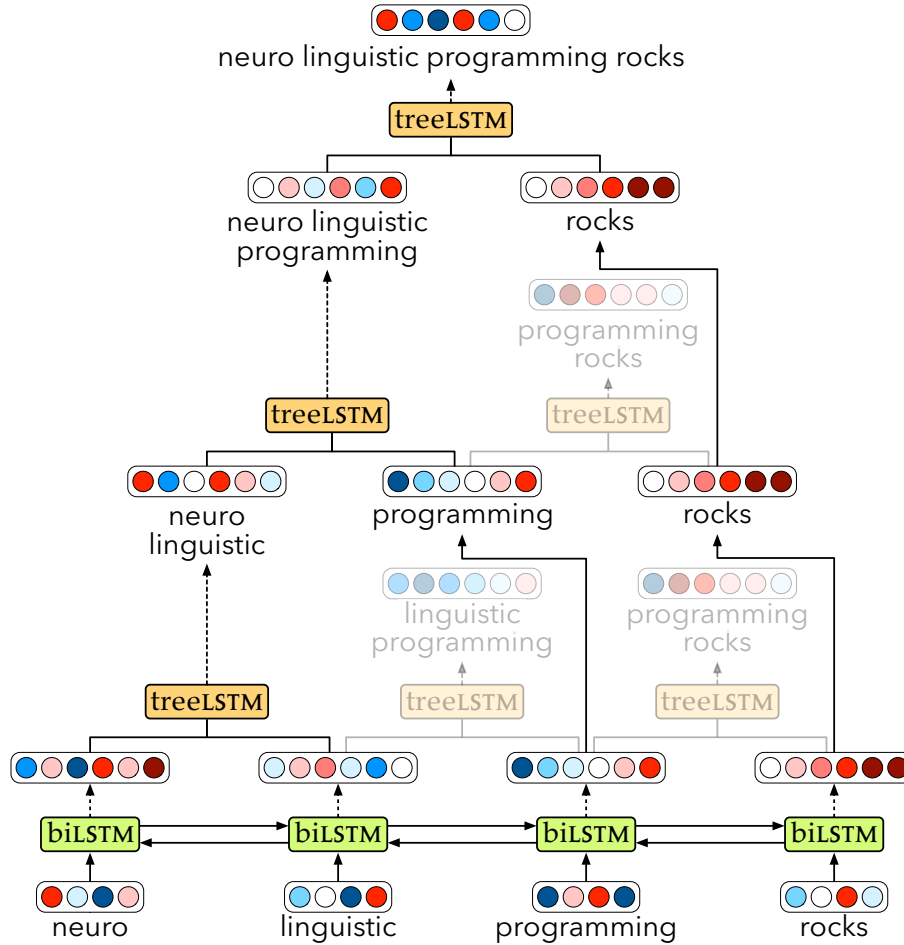 neuro linguistic programming rocks
treeLSTM
neuro linguistic
programming
rocks
programming
rocks
treeLSTM
treeLSTM
neuro
linguistic
programming
rocks
linguistic
programming
programming
rocks
treeLSTM
treeLSTM
treeLSTM
biLSTM
biLSTM
biLSTM
biLSTM
neuro
linguistic
programming
rocks